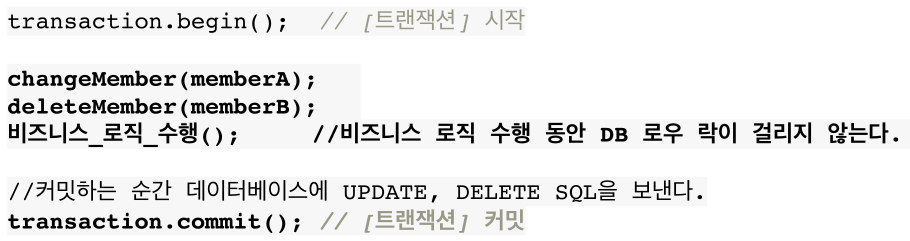 transaction.begin();  // [트랜잭션] 시작
changeMember(memberA);
deleteMember(memberB);
비즈니스_로직_수행();     //비즈니스 로직 수행 동안 DB 로우 락이 걸리지 않는다.
//커밋하는 순간 데이터베이스에 UPDATE, DELETE SQL을 보낸다.
transaction.commit(); // [트랜잭션] 커밋